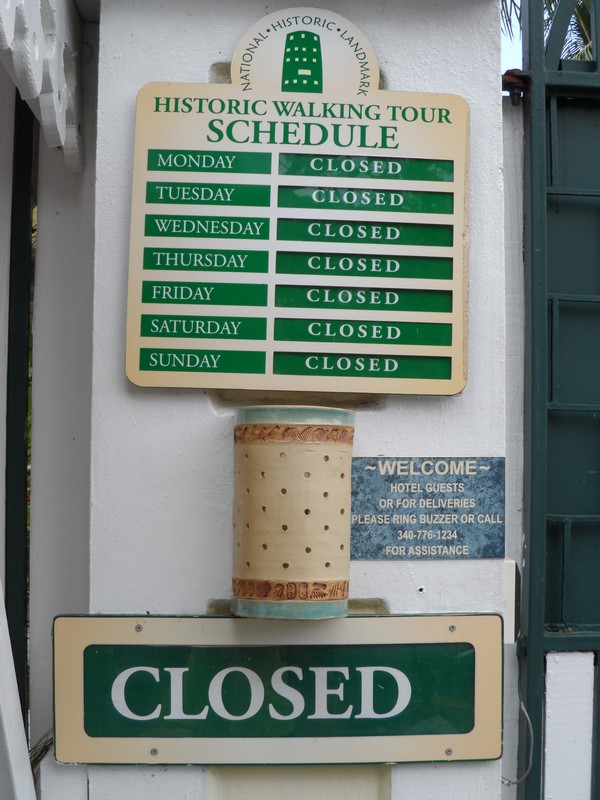 NATIONAL • HISTORIC • LANDMARK
HISTORIC WALKING TOUR
SCHEDULE
MONDAY CLOSED
TUESDAY CLOSED
WEDNESDAY CLOSED
THURSDAY CLOSED
FRIDAY CLOSED
SATURDAY CLOSED
SUNDAY CLOSED
~WELCOME~
HOTEL GUESTS
OR FOR DELIVERIES
PLEASE RING BUZZER OR CALL
340-776-1234
FOR ASSISTANCE
CLOSED